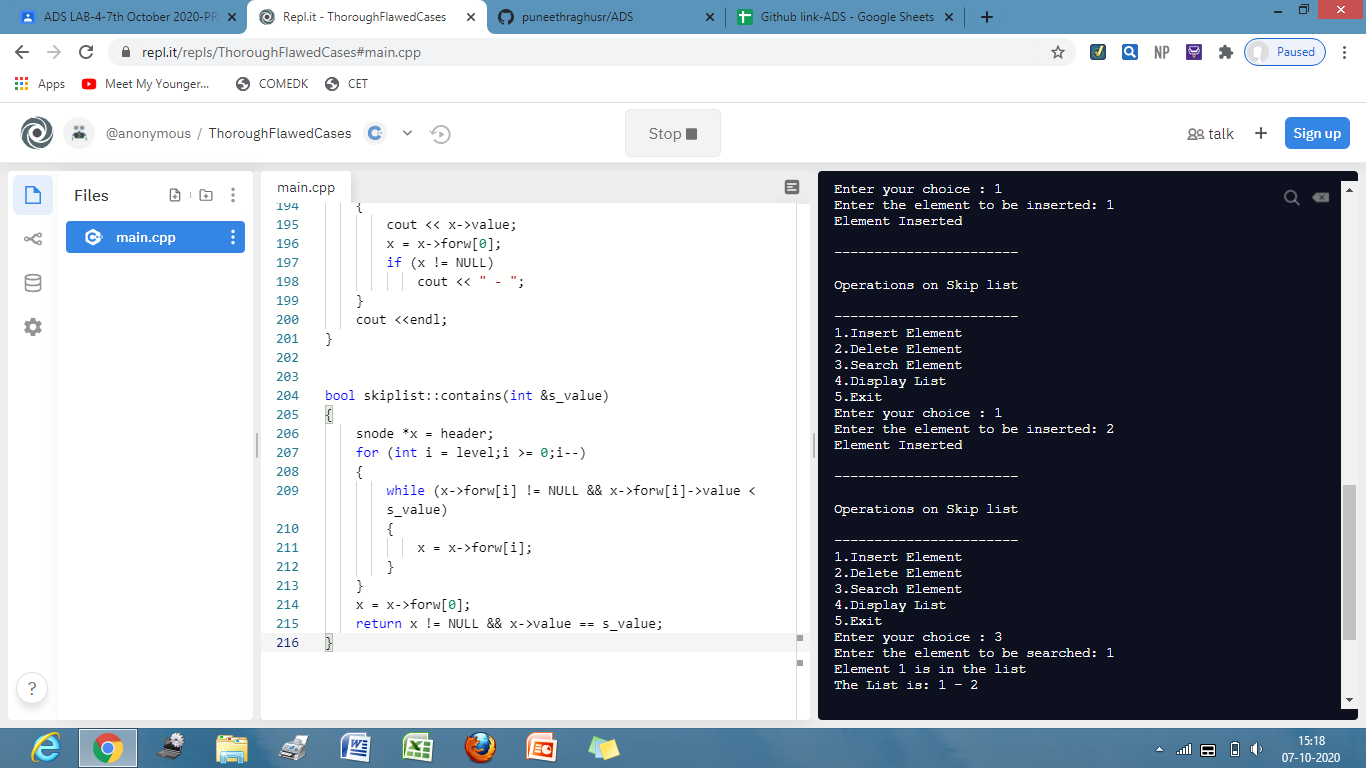 ADS LAB-4-7th October 2020-PR
Repl.it - ThoroughFlawedCases
puneethraghusr/ADS
Github link-ADS - Google Sheets
repl.it/repls/ThoroughFlawedCases#main.cpp
NP
Paused
Apps
Meet My Younger...
COMEDK
CET
@anonymous / ThoroughFlawedCases
Stop
talk
+
Sign up
Files
main.cpp
main.cpp
194 {
195 cout << x->value;
196 x = x->forw[0];
197 if (x != NULL)
198 cout << " - ";
199 }
200 cout <<endl;
201 }
202
203
204 bool skiplist::contains(int &s_value)
205 {
206 snode *x = header;
207 for (int i = level;i >= 0;i--)
208 {
209 while (x->forw[i] != NULL && x->forw[i]->value <
s_value)
210 {
211 x = x->forw[i];
212 }
213 }
214 x = x->forw[0];
215 return x != NULL && x->value == s_value;
216 }
?
Enter your choice : 1
Enter the element to be inserted: 1
Element Inserted
-----------------------
Operations on Skip list
-----------------------
1.Insert Element
2.Delete Element
3.Search Element
4.Display List
5.Exit
Enter your choice : 1
Enter the element to be inserted: 2
Element Inserted
-----------------------
Operations on Skip list
-----------------------
1.Insert Element
2.Delete Element
3.Search Element
4.Display List
5.Exit
Enter your choice : 3
Enter the element to be searched: 1
Element 1 is in the list
The List is: 1 - 2
15:18
07-10-2020